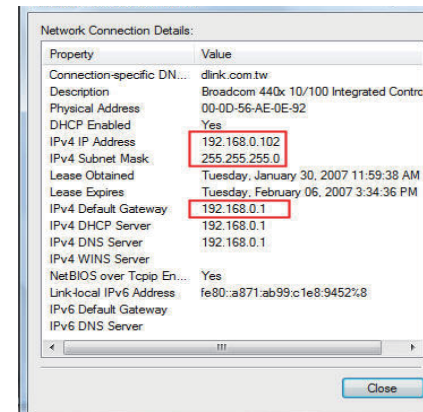 Network Connection Details:
Property Value
Connection-specific DN... dlink.com.tw
Description Broadcom 440x 10/100 Integrated Contro
Physical Address 00-0D-56-AE-0E-92
DHCP Enabled Yes
IPv4 IP Address 192.168.0.102
IPv4 Subnet Mask 255.255.255.0
Lease Obtained Tuesday, January 30, 2007 11:59:38 AM
Lease Expires Tuesday, February 06, 2007 3:34:36 PM
IPv4 Default Gateway 192.168.0.1
IPv4 DHCP Server 192.168.0.1
IPv4 DNS Server 192.168.0.1
IPv4 WINS Server
NetBIOS over Tcpip En... Yes
Link-local IPv6 Address fe80::a871:ab99:c1e8:9452%8
IPv6 Default Gateway
IPv6 DNS Server
Close